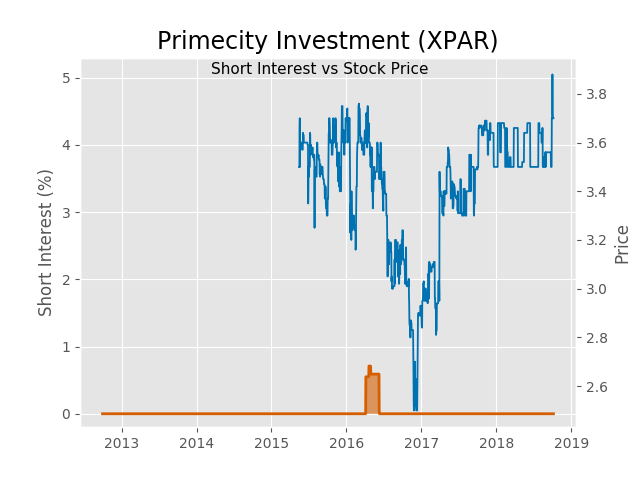 Primecity Investment (XPAR)
Short Interest vs Stock Price
Short Interest (%)
5
4
3
2
1
0
3.8
3.6
3.4
3.2
3.0
2.8
2.6
Price
2013 2014 2015 2016 2017 2018 2019